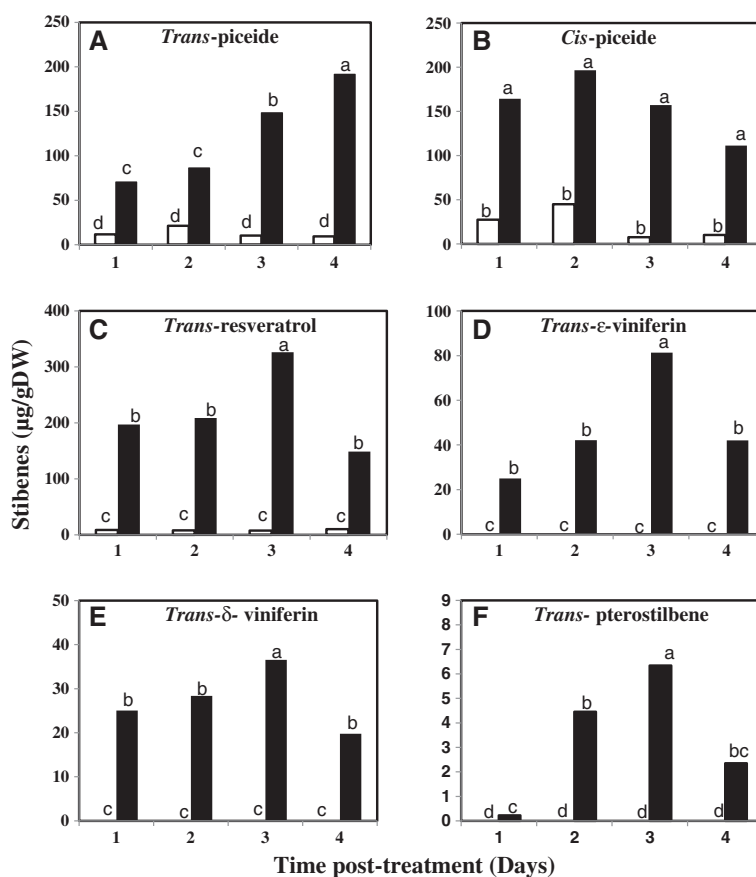 A Trans-piceide
250
200
150
100
50
0
d c d c d b d a
1 2 3 4
B Cis-piceide
250
200
150
100
50
0
b a b a b a b a
1 2 3 4
C Trans-resveratrol
400
300
200
100
0
c b c b c a c b
1 2 3 4
D Trans-ε-viniferin
100
80
60
40
20
0
c b c b c a c b
1 2 3 4
E Trans-δ- viniferin
50
40
30
20
10
0
c b c b c a c b
1 2 3 4
F Trans- pterostilbene
9
8
7
6
5
4
3
2
1
0
d c d b d a d bc
1 2 3 4
Stibenes (µg/gDW)
Time post-treatment (Days)